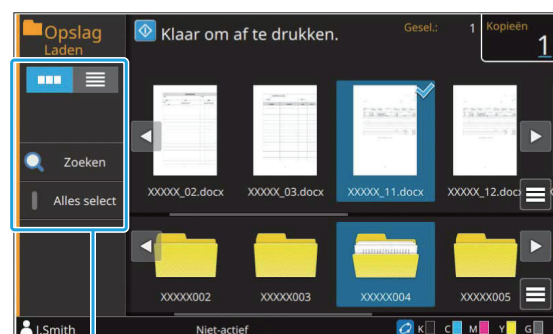 Opslag
Laden
Klaar om af te drukken.
Gesel.: 1
Kopieën
1
Zoeken
Alles select
XXXXX_02.docx
XXXXX_03.docx
XXXXX_11.docx
XXXXX_12.docx
XXXXX002
XXXXX003
XXXXX004
XXXXX005
J.Smith
Niet-actief
K C M Y G